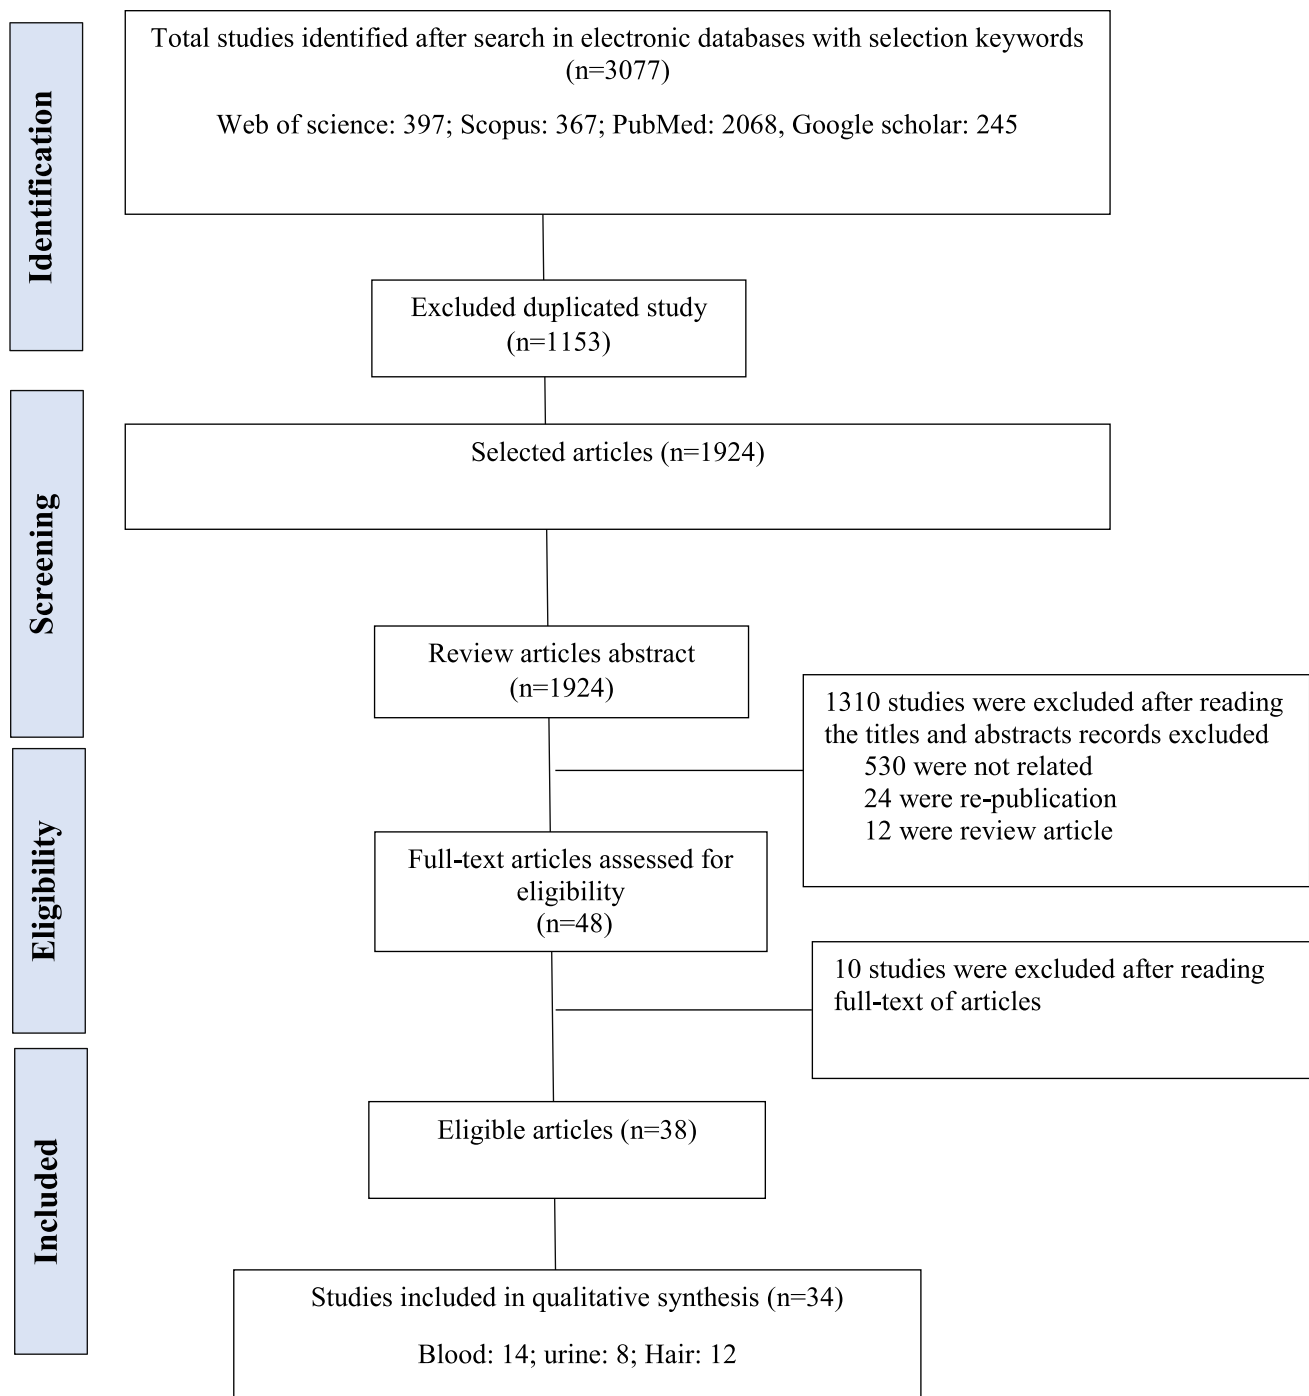 Identification
Total studies identified after search in electronic databases with selection keywords
(n=3077)
Web of science: 397; Scopus: 367; PubMed: 2068, Google scholar: 245
Excluded duplicated study
(n=1153)
Screening
Selected articles (n=1924)
Review articles abstract
(n=1924)
1310 studies were excluded after reading
the titles and abstracts records excluded
530 were not related
24 were re-publication
12 were review article
Eligibility
Full-text articles assessed for
eligibility
(n=48)
10 studies were excluded after reading
full-text of articles
Included
Eligible articles (n=38)
Studies included in qualitative synthesis (n=34)
Blood: 14; urine: 8; Hair: 12